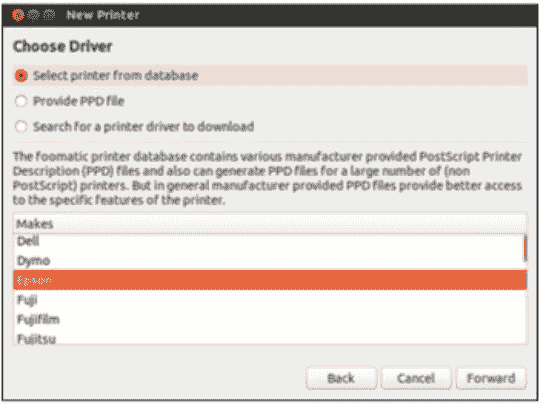 New Printer
Choose Driver
Select printer from database
Provide PPD file
Search for a printer driver to download
The foomatic printer database contains various manufacturer provided PostScript Printer
Description (PPD) files and also can generate PPD files for a large number of (non
PostScript) printers. But in general manufacturer provided PPD files provide better access
to the specific features of the printer.
Makes
Dell
Dymo
Epson
Fuji
Fujifilm
Fujitsu
Back
Cancel
Forward